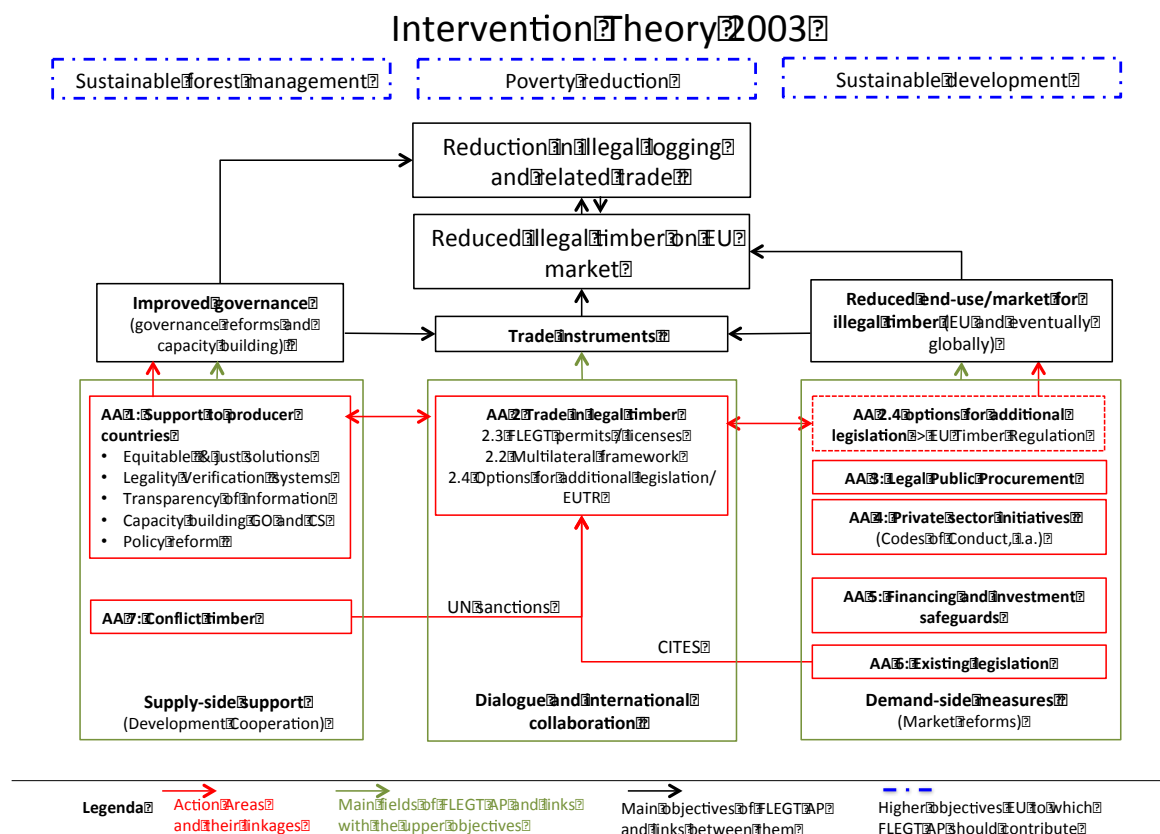 Intervention Theory 2003
Sustainable forest management
Poverty reduction
Sustainable development
Reduction in illegal logging
and related trade
Reduced illegal timber on EU
market
Improved governance
(governance reforms and
capacity building)
Trade instruments
Reduced end-use/market for
illegal timber (EU and eventually
globally)
AA 1: Support to producer
countries
• Equitable & just solutions
• Legality Verification systems
• Transparency of information
• Capacity building GO and CS
• Policy reform
AA 7: Conflict timber
Supply-side support
(Development Cooperation)
AA 2: Trade in legal timber
2.3 FLEGT permits / licenses
2.2 Multilateral framework
2.4 Options for additional legislation/
EUTR
UN sanctions
CITES
Dialogue and international
collaboration
AA 2.4 options for additional
legislation > EU Timber Regulation
AA 3: Legal Public Procurement
AA 4: Private sector initiatives
(Codes of Conduct, i.a.)
AA 5: Financing and investment
safeguards
AA 6: Existing legislation
Demand-side measures
(Market reforms)
Legenda
Action Areas
and their linkages
Main fields of FLEGT AP and links
with the upper objectives
Main objectives of FLEGT AP
and links between them
Higher objectives EU to which
FLEGT AP should contribute